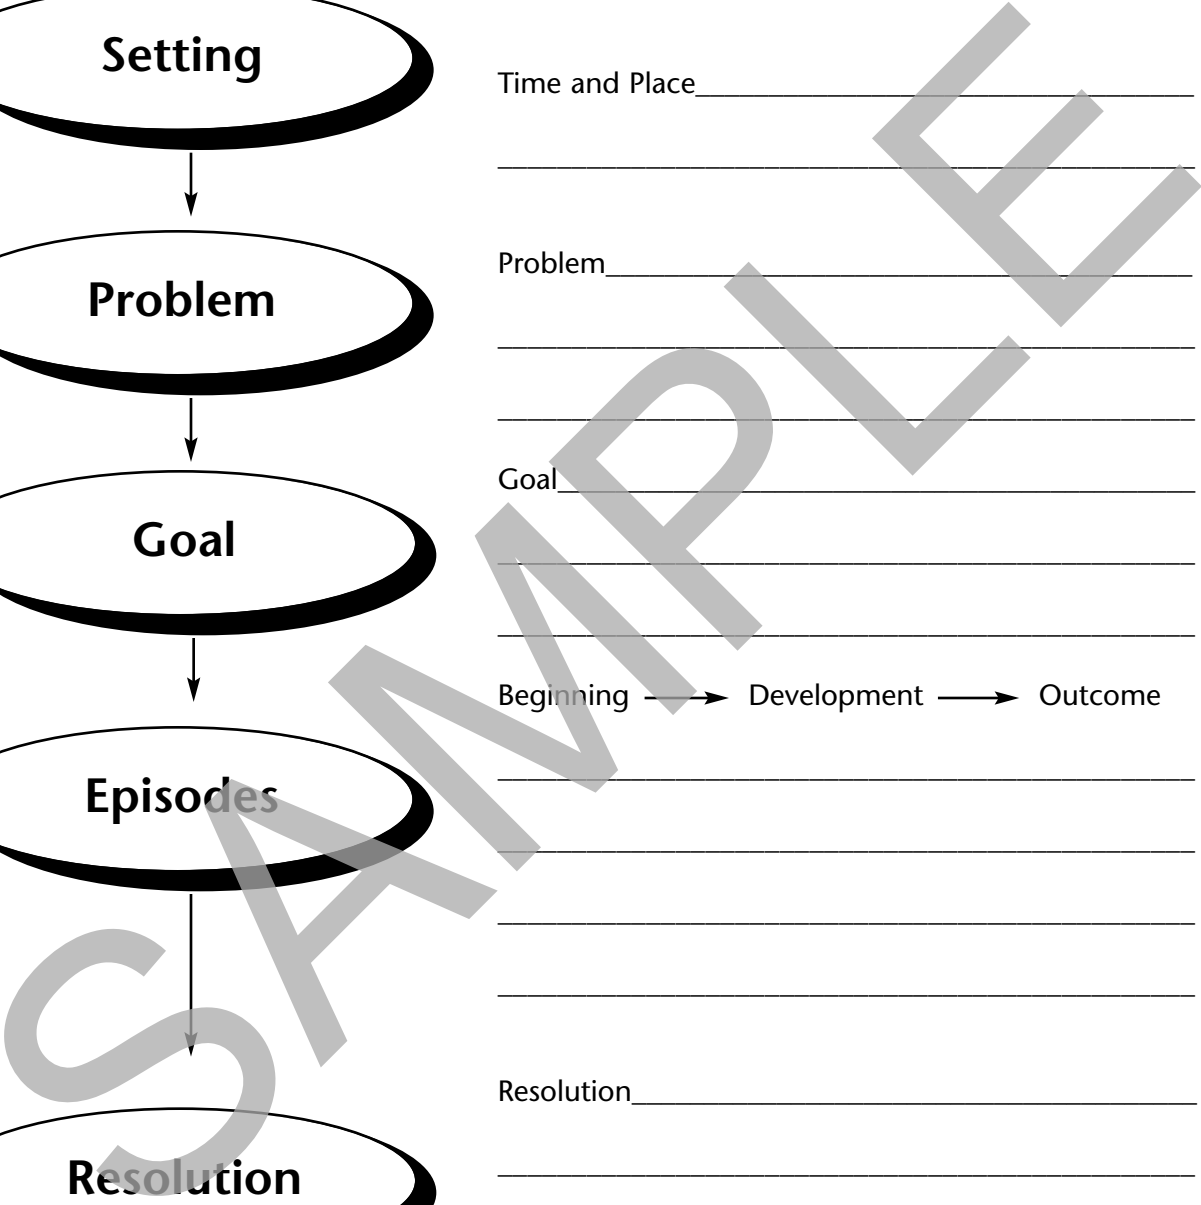 Setting
Time and Place
Problem
Problem
Goal
Goal
Beginning Development Outcome
Episodes
Resolution
Resolution
SAMPLE